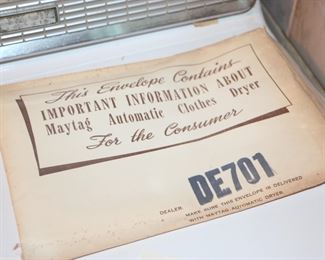 This Envelope Contains
IMPORTANT INFORMATION ABOUT
Maytag Automatic Clothes Dryer
For the Consumer
DE701
DEALER: MAKE SURE THIS ENVELOPE IS DELIVERED
WITH MAYTAG AUTOMATIC DRYER.